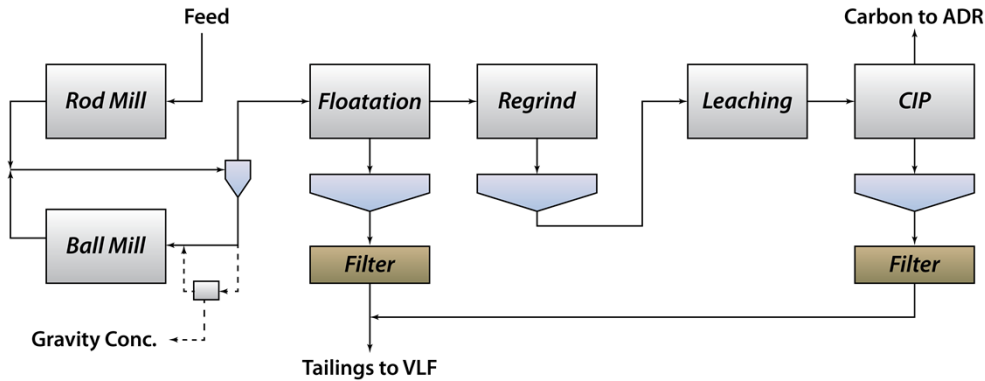 Feed
Carbon to ADR
Rod Mill
Floatation
Regrind
Leaching
CIP
Ball Mill
Filter
Filter
Gravity Conc.
Tailings to VLF